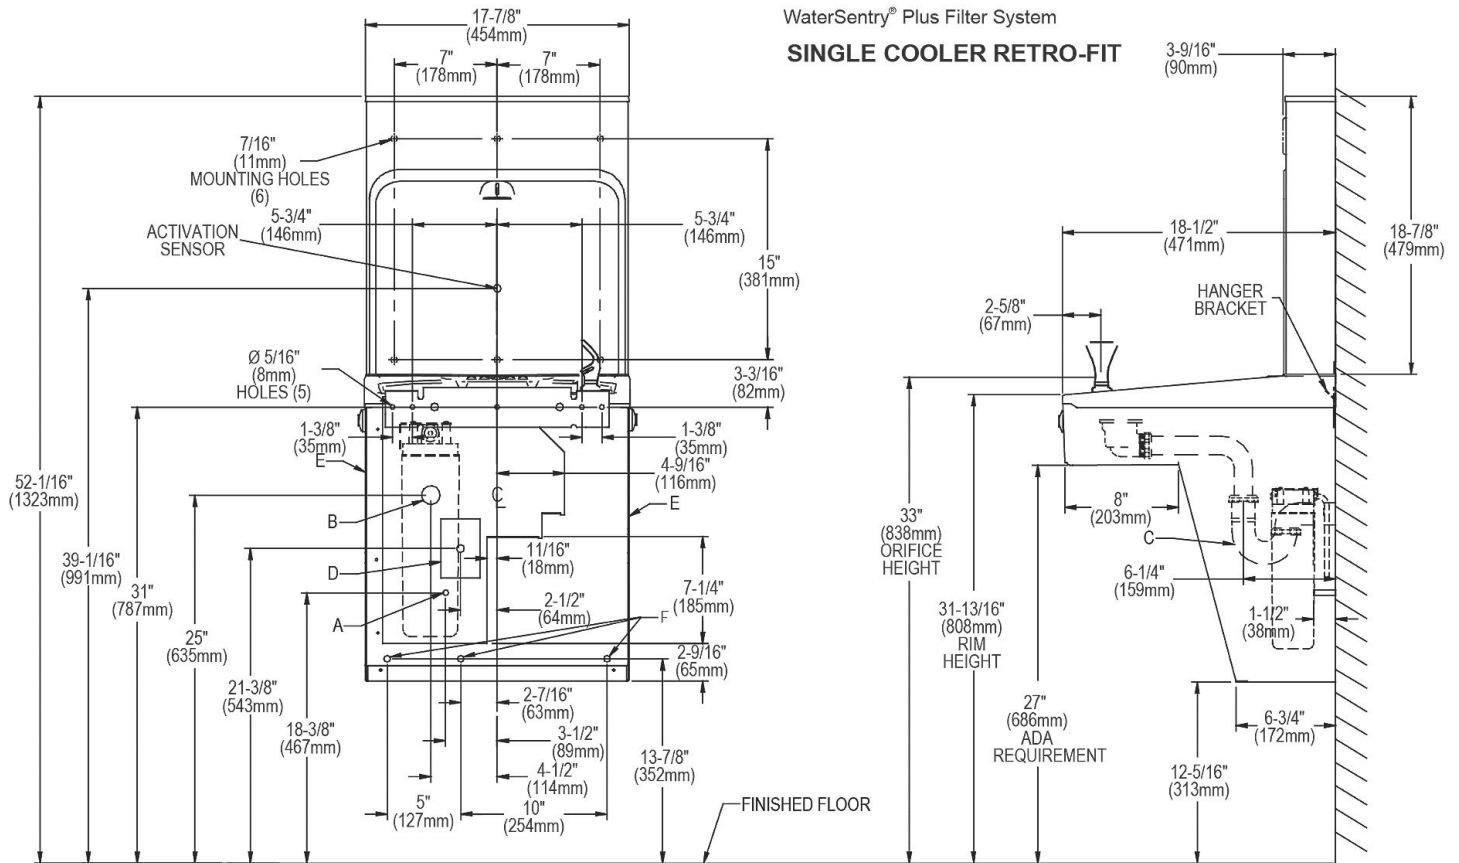 WaterSentry® Plus Filter System
SINGLE COOLER RETRO-FIT
17-7/8"
(454mm)
7"
(178mm)
7"
(178mm)
3-9/16"
(90mm)
7/16"
(11mm)
MOUNTING HOLES
(6)
5-3/4"
(146mm)
5-3/4"
(146mm)
ACTIVATION
SENSOR
15"
(381mm)
18-1/2"
(471mm)
18-7/8"
(479mm)
HANGER
BRACKET
2-5/8"
(67mm)
Ø 5/16"
(8mm)
HOLES (5)
3-3/16"
(82mm)
1-3/8"
(35mm)
1-3/8"
(35mm)
E
4-9/16"
(116mm)
52-1/16"
(1323mm)
C
E
B
8"
(203mm)
33"
(838mm)
ORIFICE
HEIGHT
C
39-1/16"
(991mm)
11/16"
(18mm)
D
6-1/4"
(159mm)
31"
(787mm)
7-1/4"
(185mm)
2-1/2"
(64mm)
F
A
31-13/16"
(808mm)
RIM
HEIGHT
1-1/2"
(38mm)
25"
(635mm)
2-9/16"
(65mm)
21-3/8"
(543mm)
2-7/16"
(63mm)
27"
(686mm)
ADA
REQUIREMENT
6-3/4"
(172mm)
18-3/8"
(467mm)
3-1/2"
(89mm)
13-7/8"
(352mm)
4-1/2"
(114mm)
12-5/16"
(313mm)
5"
(127mm)
10"
(254mm)
FINISHED FLOOR